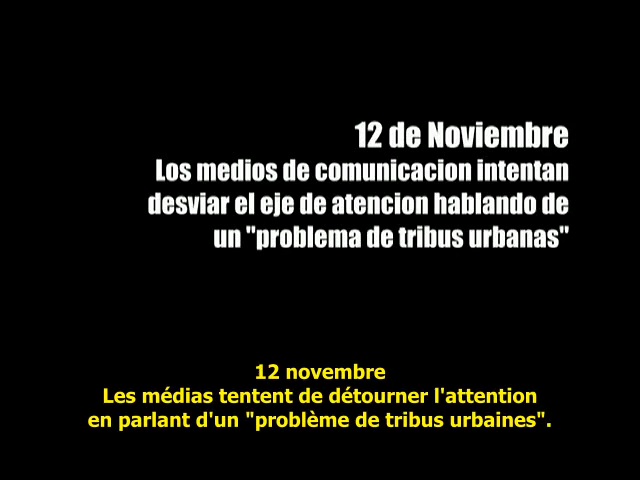 12 de Noviembre
Los medios de comunicacion intentan
desviar el eje de atencion hablando de
un "problema de tribus urbanas"
12 novembre
Les médias tentent de détourner l'attention
en parlant d'un "problème de tribus urbaines".